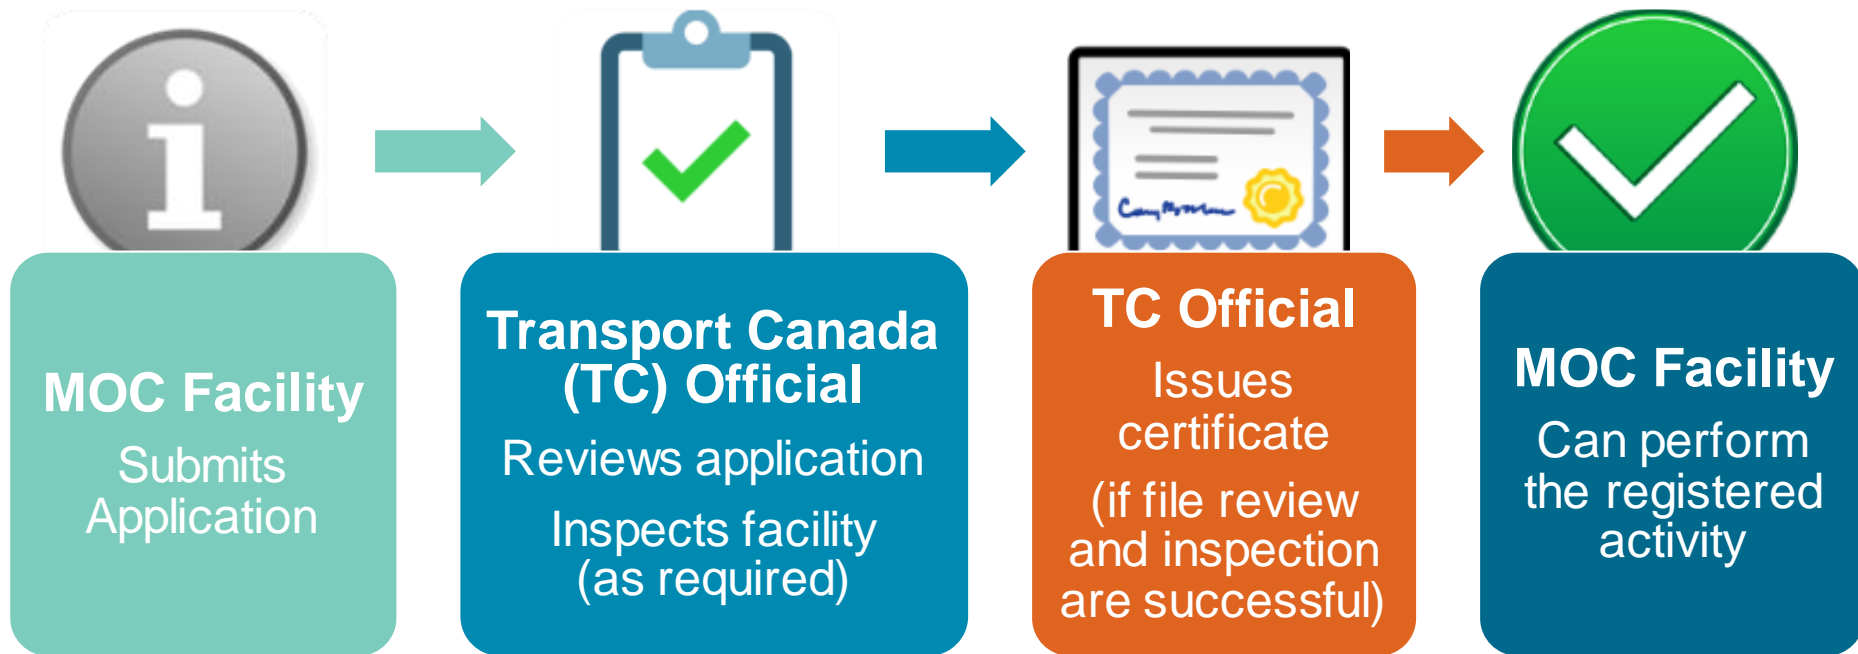 MOC Facility
Submits
Application
Transport Canada
(TC) Official
Reviews application
Inspects facility
(as required)
TC Official
Issues
certificate
(if file review
and inspection
are successful)
MOC Facility
Can perform
the registered
activity